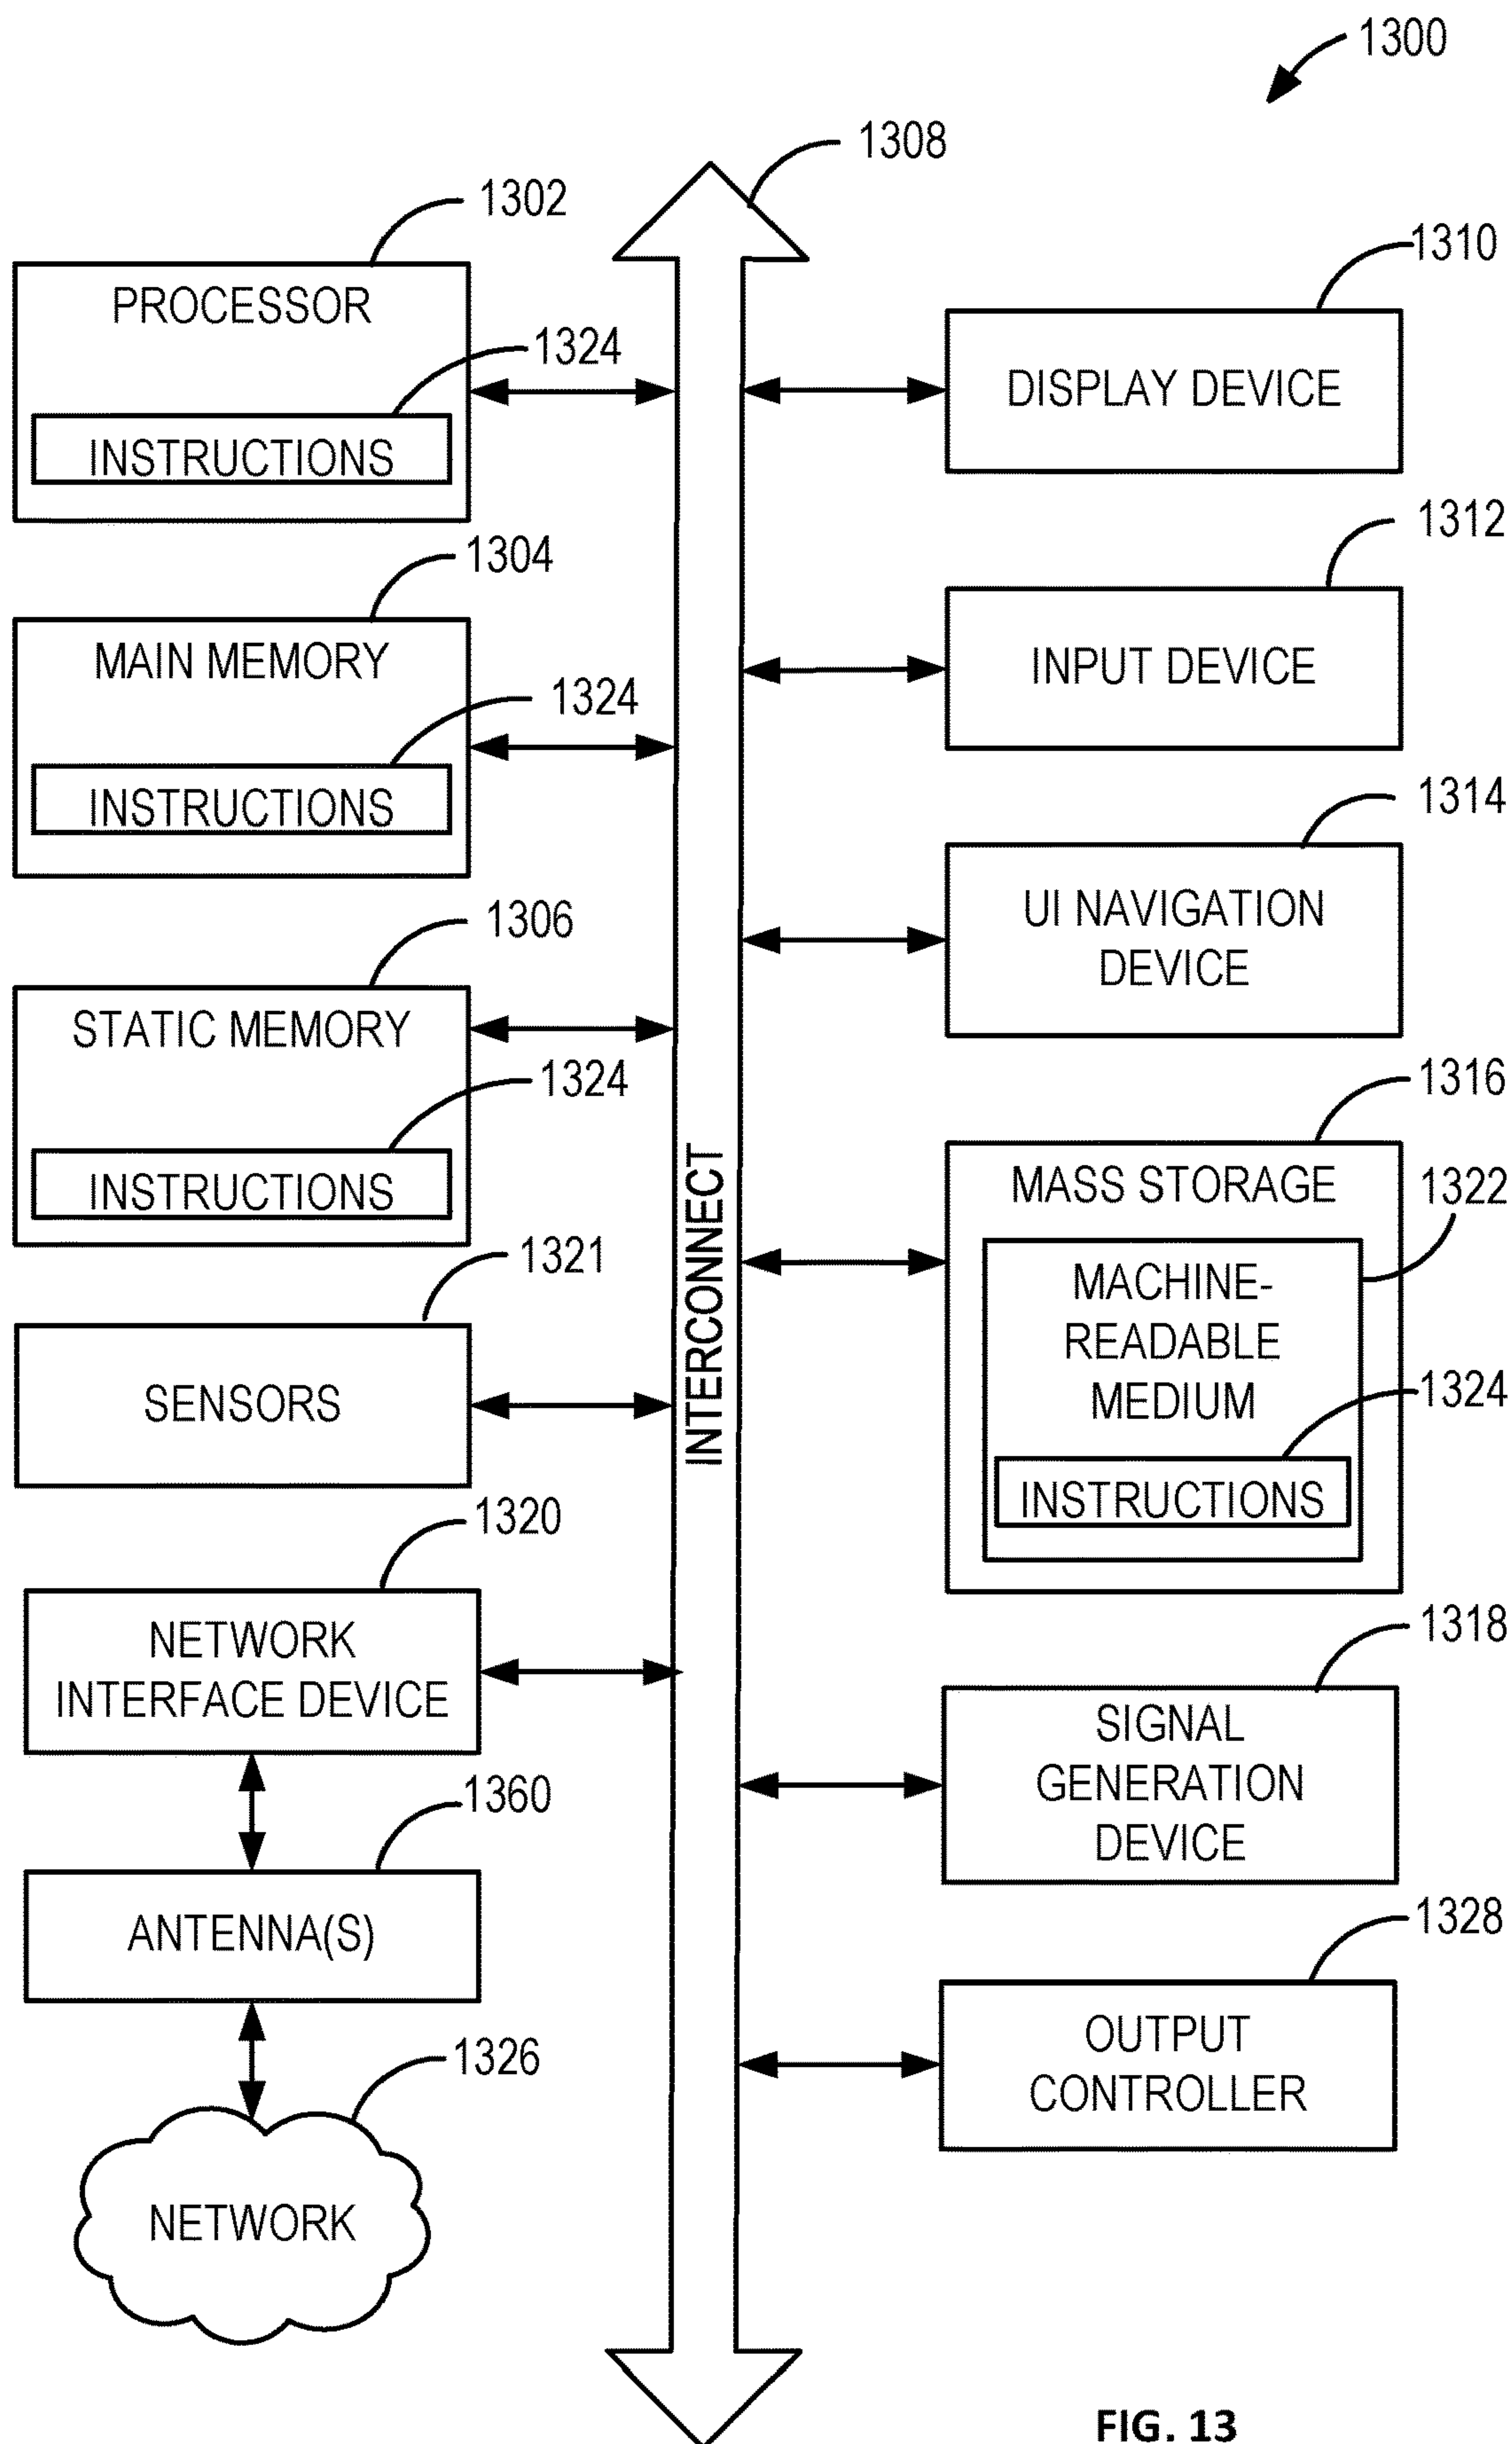 1300
1308
1302
PROCESSOR
1324
INSTRUCTIONS
1304
MAIN MEMORY
1324
INSTRUCTIONS
1306
STATIC MEMORY
1324
INSTRUCTIONS
1321
SENSORS
1320
NETWORK
INTERFACE DEVICE
1360
ANTENNA(S)
1326
NETWORK
INTERCONNECT
1310
DISPLAY DEVICE
1312
INPUT DEVICE
1314
UI NAVIGATION
DEVICE
1316
MASS STORAGE
1322
MACHINE-
READABLE
MEDIUM
1324
INSTRUCTIONS
1318
SIGNAL
GENERATION
DEVICE
1328
OUTPUT
CONTROLLER
FIG. 13